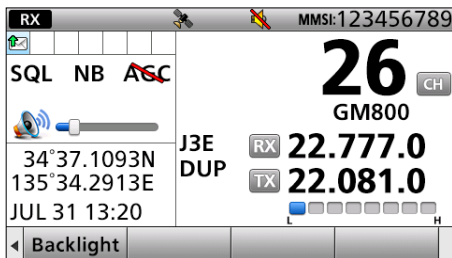 RX MMSI:123456789
SQL NB AGC
26 CH
GM800
J3E RX 22.777.0
DUP TX 22.081.0
L H
34°37.1093N
135°34.2913E
JUL 31 13:20
Backlight